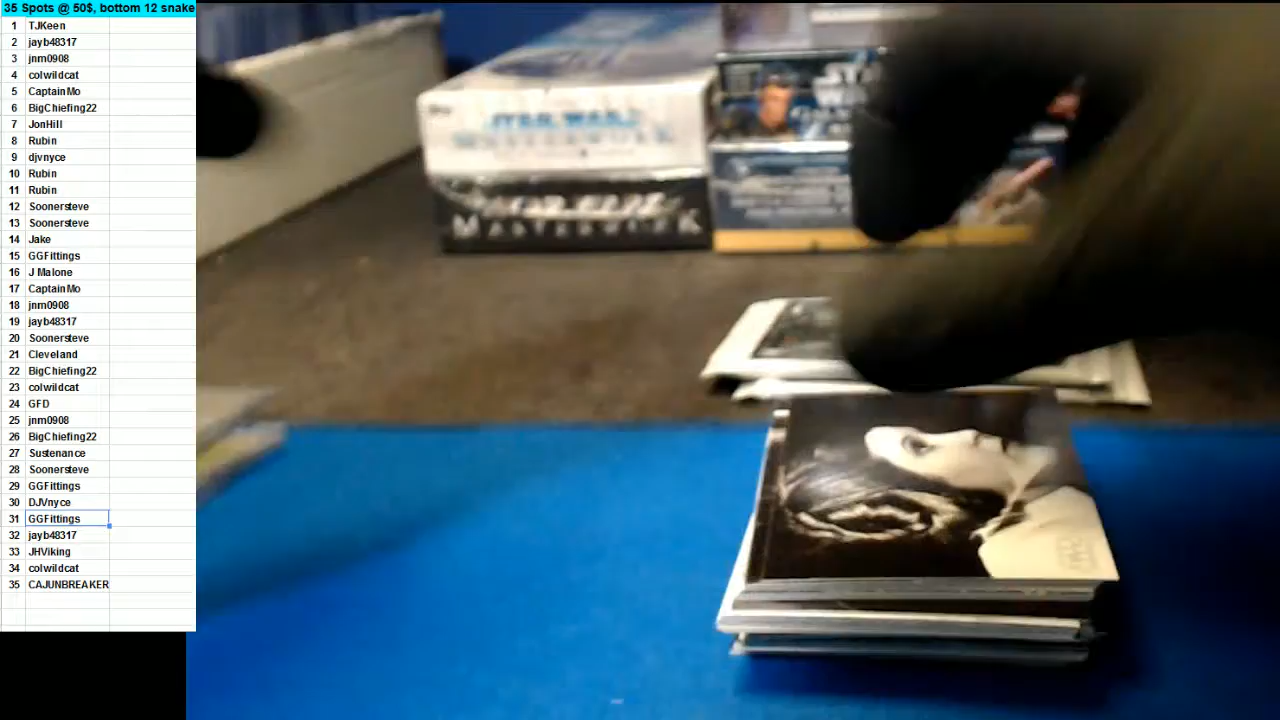 35 Spots @ 50$, bottom 12 snake
1 TJKeen
2 jayb48317
3 jnm0908
4 colwildcat
5 CaptainMo
6 BigChiefing22
7 JonHill
8 Rubin
9 djvnyce
10 Rubin
11 Rubin
12 Soonersteve
13 Soonersteve
14 Jake
15 GGFittings
16 J Malone
17 CaptainMo
18 jnm0908
19 jayb48317
20 Soonersteve
21 Cleveland
22 BigChiefing22
23 colwildcat
24 GFD
25 jnm0908
26 BigChiefing22
27 Sustenance
28 Soonersteve
29 GGFittings
30 DJVnyce
31 GGFittings
32 jayb48317
33 JHViking
34 colwildcat
35 CAJUNBREAKER
STAR WARS
MASTERWORK
STAR WARS
MASTERWORK
STAR